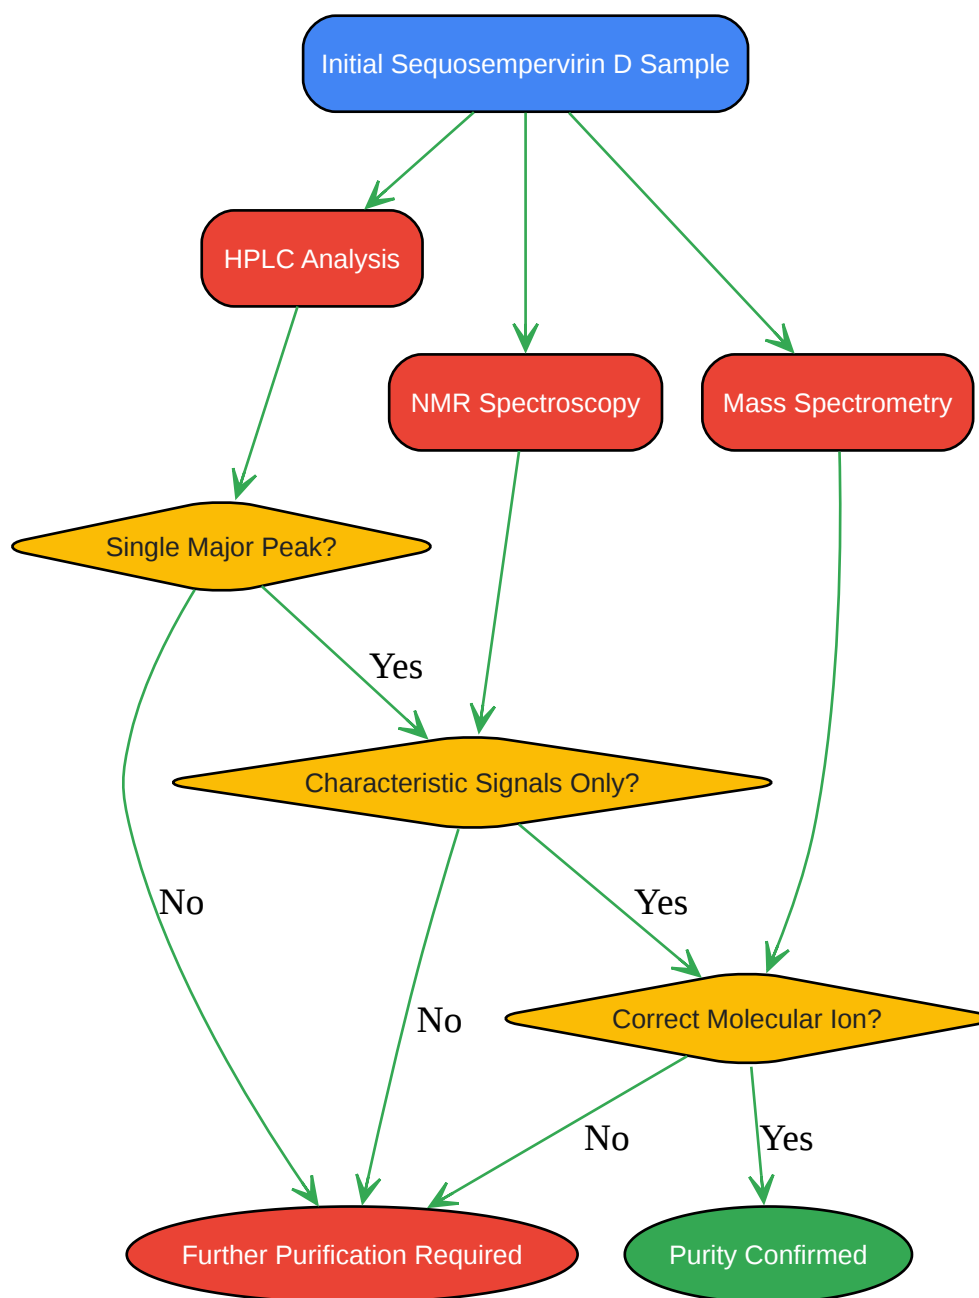 Initial Sequosempervirin D Sample
HPLC Analysis
NMR Spectroscopy
Mass Spectrometry
Single Major Peak?
Yes
Characteristic Signals Only?
No
Yes
No
Correct Molecular Ion?
No
Yes
Further Purification Required
Purity Confirmed